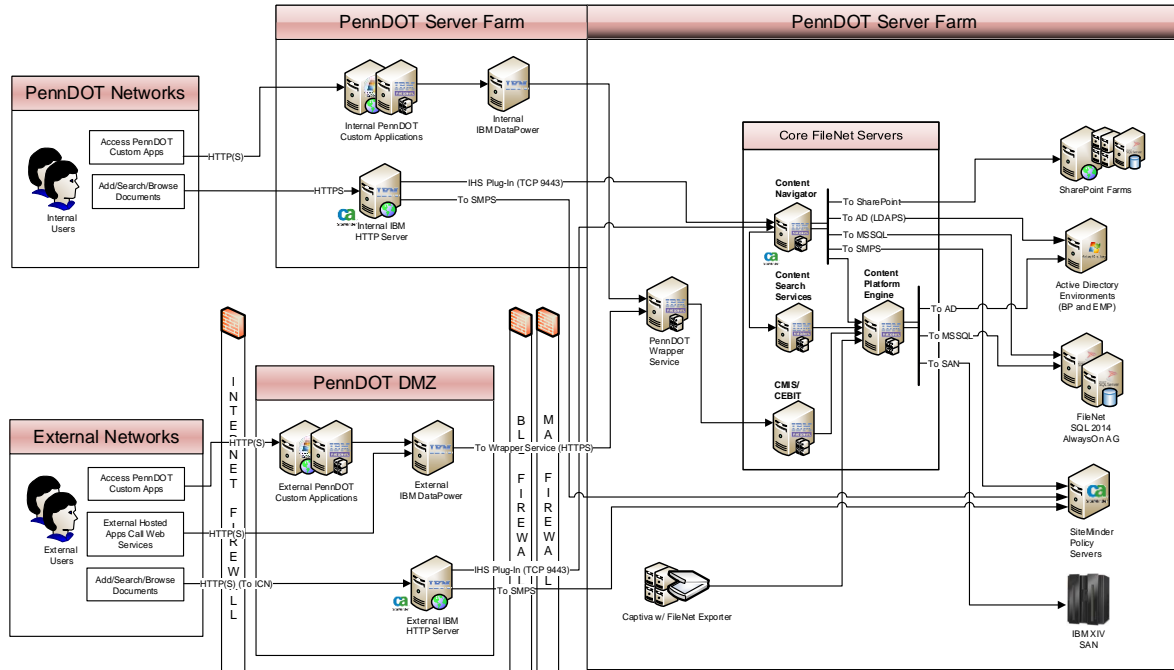 PennDOT Server Farm
PennDOT Server Farm
PennDOT Networks
Access PennDOT
Custom Apps
Add/Search/Browse
Documents
Internal
Users
HTTP(S)
HTTPS
Internal PennDOT
Custom Applications
Internal
IBM DataPower
Internal IBM
HTTP Server
IHS Plug-In (TCP 9443)
To SMPS
Core FileNet Servers
Content
Navigator
Content
Search
Services
Content
Platform
Engine
CMIS/
CEBIT
To SharePoint
To AD (LDAPS)
To MSSQL
To SMPS
To AD
To MSSQL
To SAN
SharePoint Farms
Active Directory
Environments
(BP and EMP)
FileNet
SQL 2014
AlwaysOn AG
SiteMinder
Policy
Servers
IBM XIV
SAN
PennDOT
Wrapper
Service
Captiva w/ FileNet Exporter
External Networks
Access PennDOT
Custom Apps
External Hosted
Apps Call Web
Services
Add/Search/Browse
Documents
External
Users
HTTP(S)
HTTP(S)
HTTP(S) (To ICN)
INTERNET FIREWALL
PennDOT DMZ
External PennDOT
Custom Applications
External
IBM DataPower
External IBM
HTTP Server
To Wrapper Service (HTTPS)
IHS Plug-In (TCP 9443)
To SMPS
FIREWA
MA
FIREWA L
ca
ca
ca
ca
IBM